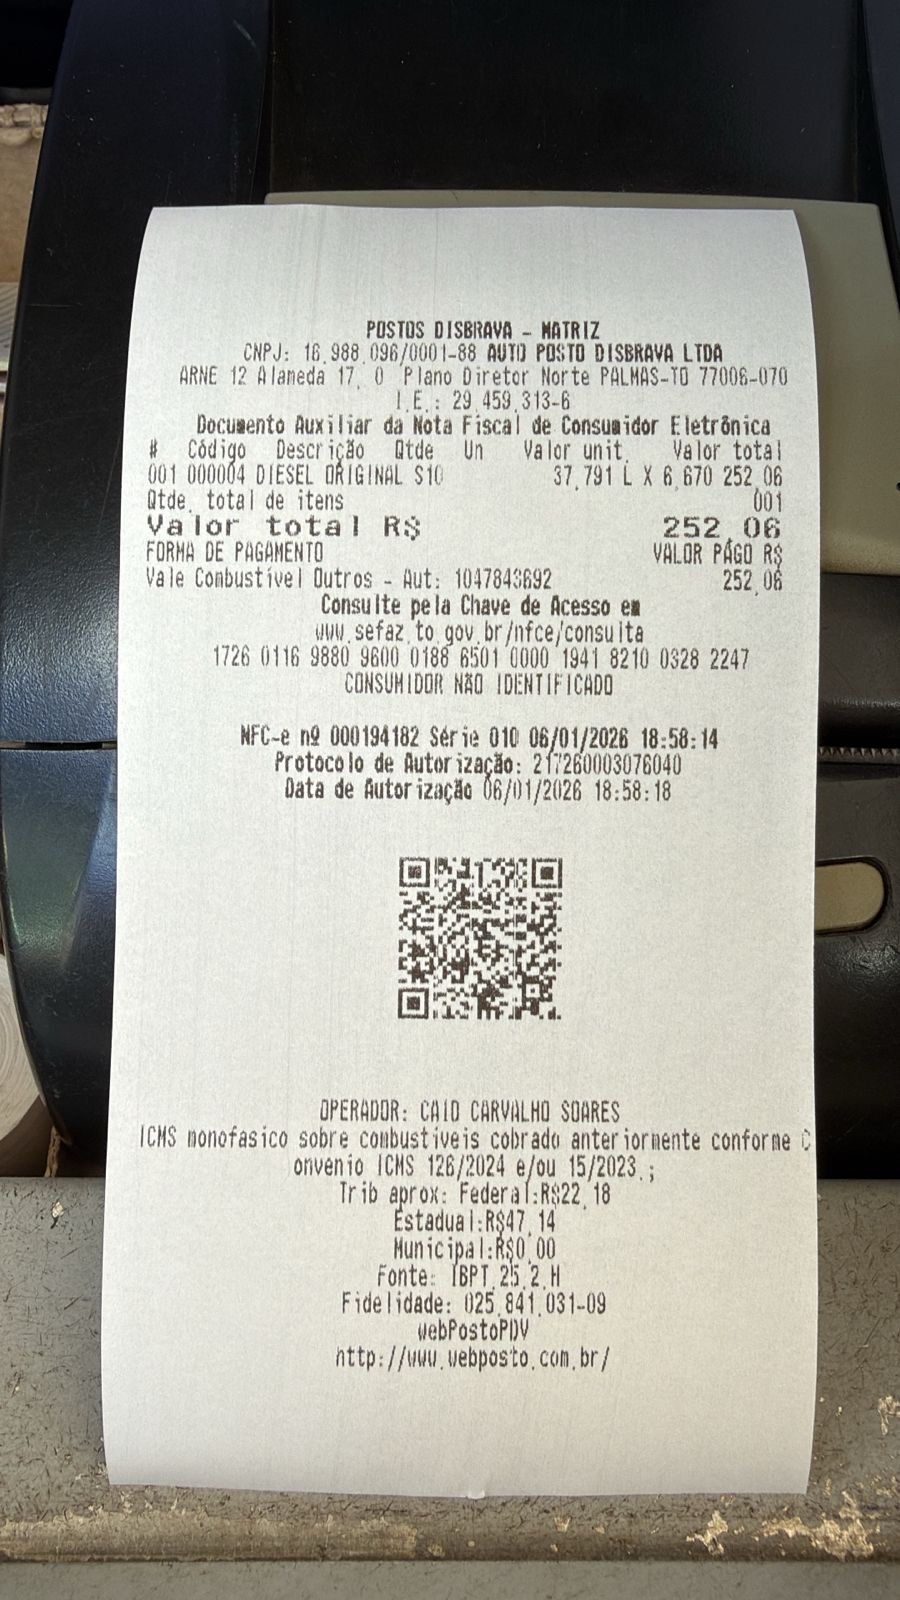 POSTOS DISBRAVA - MATRIZ
CNPJ: 16.988.096/0001-88 AUTO POSTO DISBRAVA LTDA
ARNE 12 Alameda 17, 0 Plano Diretor Norte PALMAS-TO 77006-070
I.E.: 29.459.313-6
Documento Auxiliar da Nota Fiscal de Consumidor Eletrônica
# Código Descrição Qtde Un Valor unit. Valor total
001 000004 DIESEL ORIGINAL S10 37,791 L X 6,670 252,06
Qtde. total de itens 001
Valor total R$ 252,06
FORMA DE PAGAMENTO VALOR PAGO R$
Vale Combustível Outros - Aut: 1047843692 252,06
Consulte pela Chave de Acesso em
www.sefaz.to.gov.br/nfce/consulta
1726 0116 9880 9600 0188 6501 0000 1941 8210 0328 2247
CONSUMIDOR NÃO IDENTIFICADO
NFC-e nº 000194182 Série 010 06/01/2026 18:58:14
Protocolo de Autorização: 217260003076040
Data de Autorização 06/01/2026 18:58:18
OPERADOR: CAIO CARVALHO SOARES
ICMS monofasico sobre combustíveis cobrado anteriormente conforme C
onvenio ICMS 126/2024 e/ou 15/2023.;
Trib aprox: Federal:R$22,18
Estadual:R$47,14
Municipal:R$0,00
Fonte: IBPT.25.2.H
Fidelidade: 025.841.031-09
webPostoPDV
http://www.webposto.com.br/